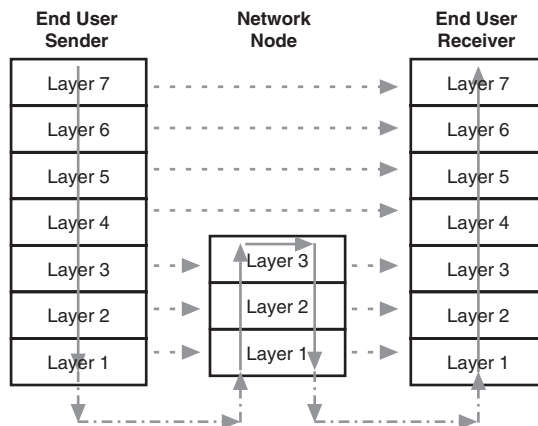 End User
Sender
Network
Node
End User
Receiver
Layer 7
Layer 6
Layer 5
Layer 4
Layer 3
Layer 2
Layer 1
Layer 3
Layer 2
Layer 1
Layer 7
Layer 6
Layer 5
Layer 4
Layer 3
Layer 2
Layer 1